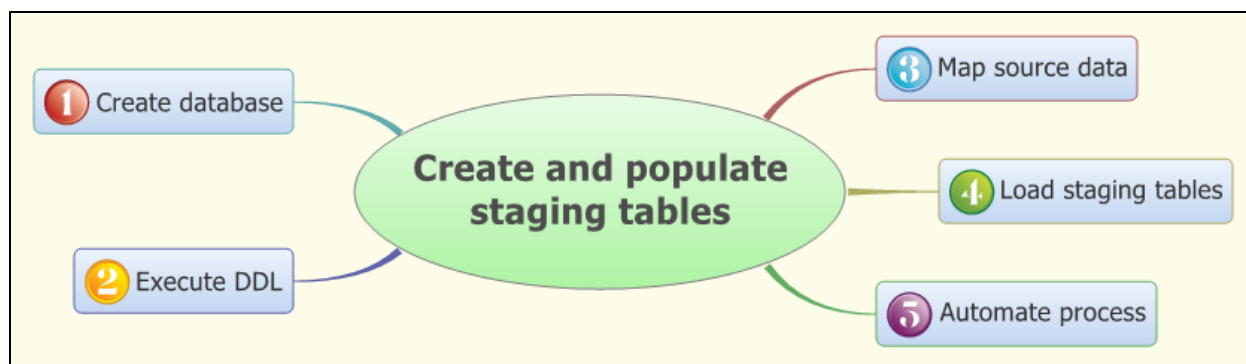 1 Create database
2 Execute DDL
Create and populate
staging tables
3 Map source data
4 Load staging tables
5 Automate process